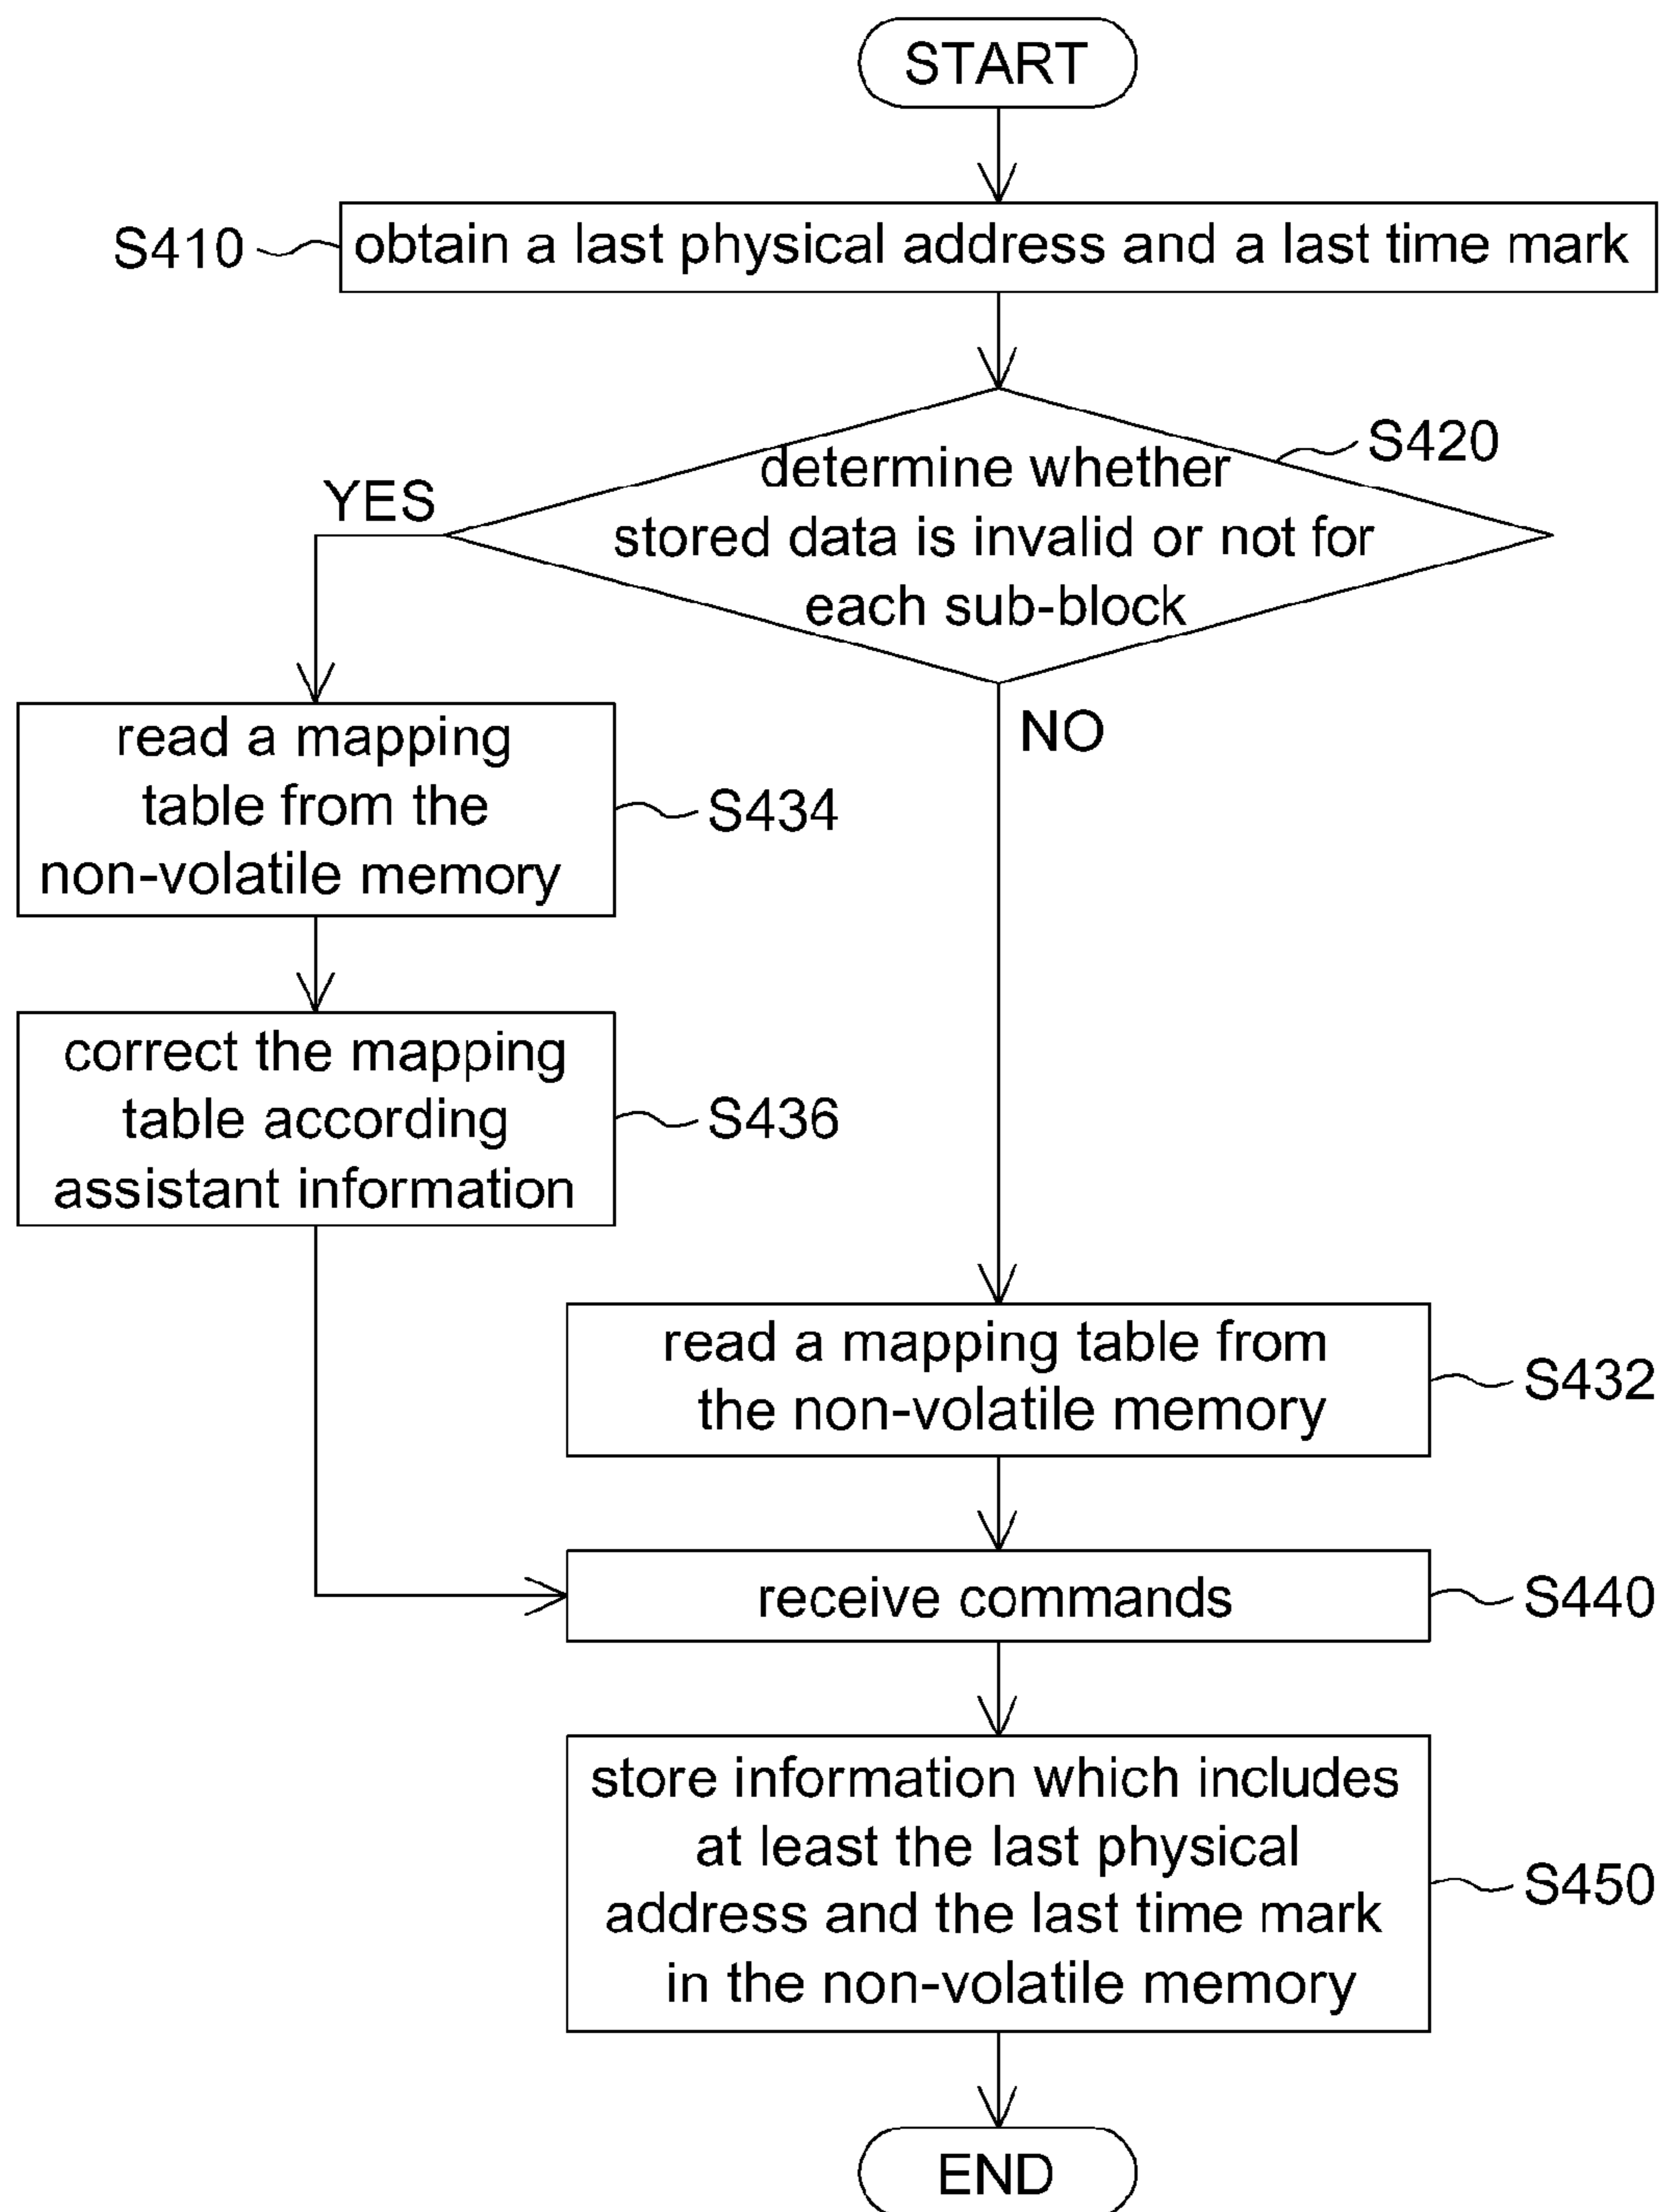 START
S410
obtain a last physical address and a last time mark
S420
determine whether
stored data is invalid or not for
each sub-block
YES
NO
read a mapping
table from the
non-volatile memory
S434
correct the mapping
table according
assistant information
S436
read a mapping table from
the non-volatile memory
S432
receive commands
S440
store information which includes
at least the last physical
address and the last time mark
in the non-volatile memory
S450
END